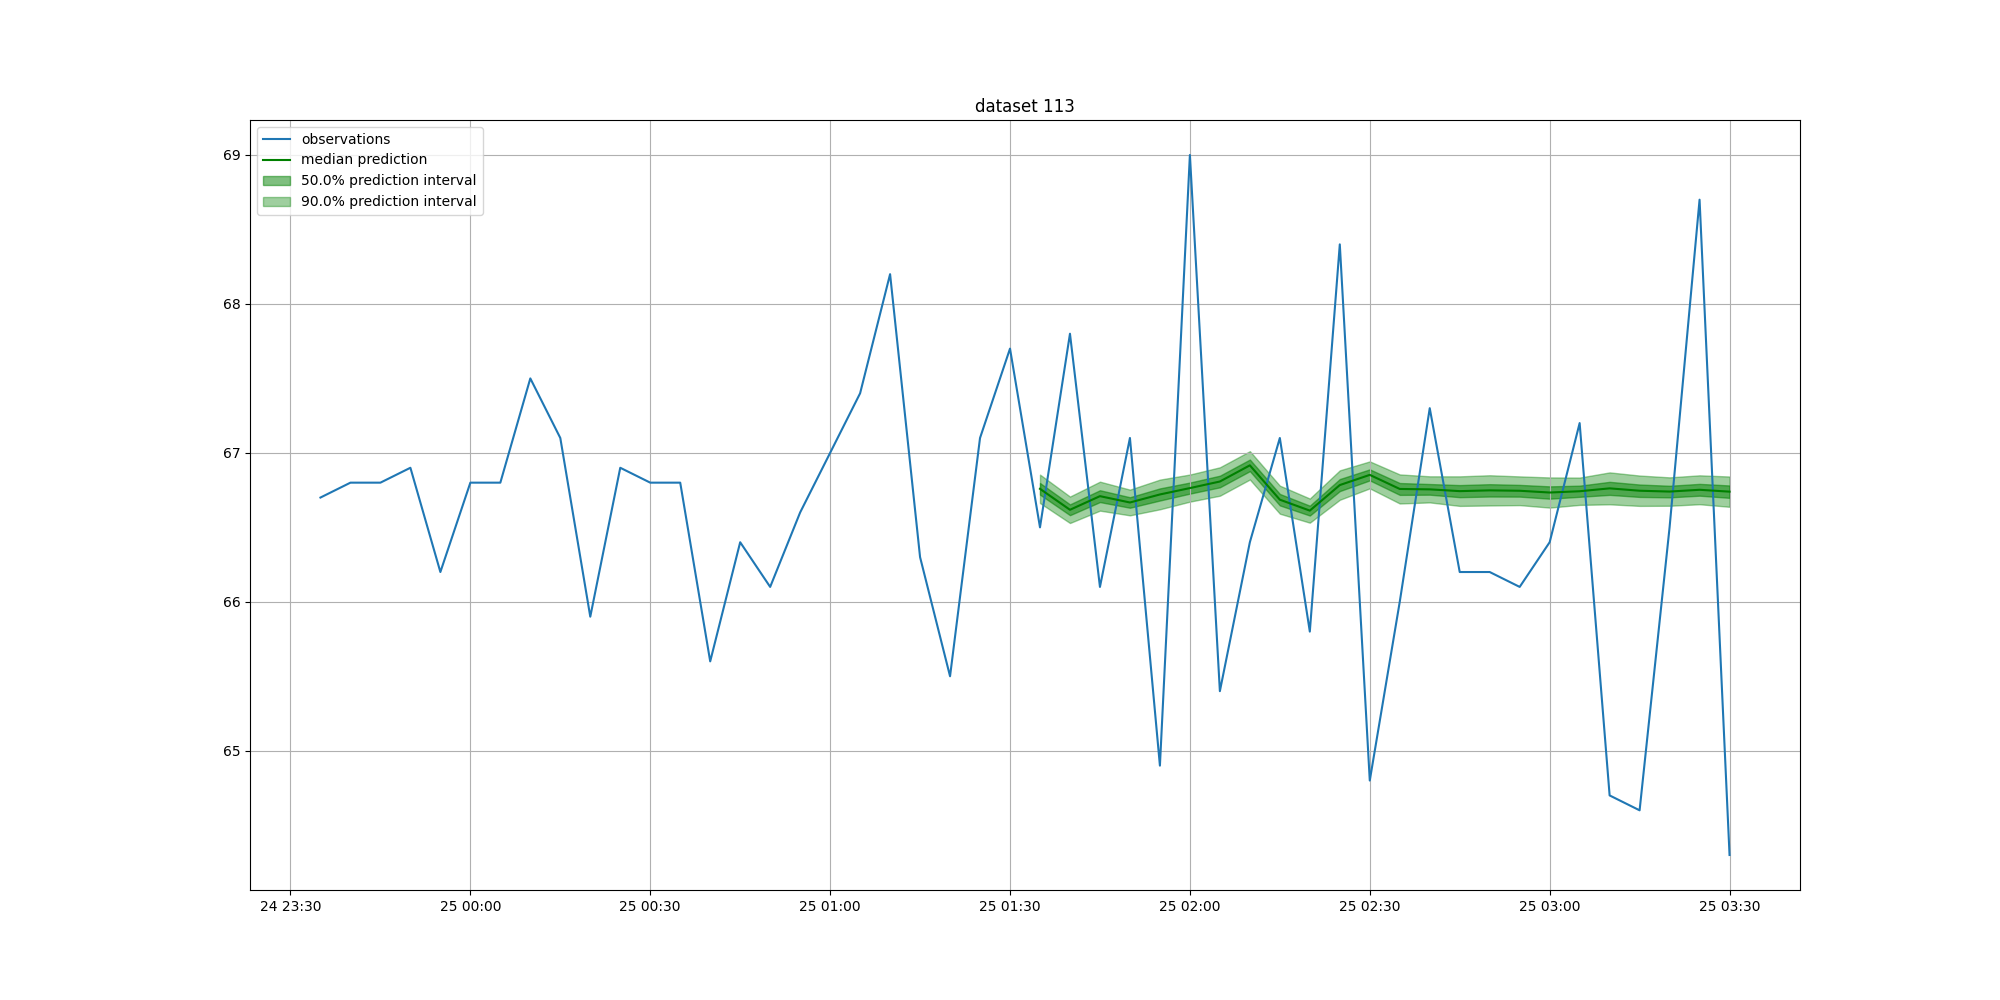 dataset 113
observations
median prediction
50.0% prediction interval
90.0% prediction interval
69
68
67
66
65
24 23:30 25 00:00 25 00:30 25 01:00 25 01:30 25 02:00 25 02:30 25 03:00 25 03:30